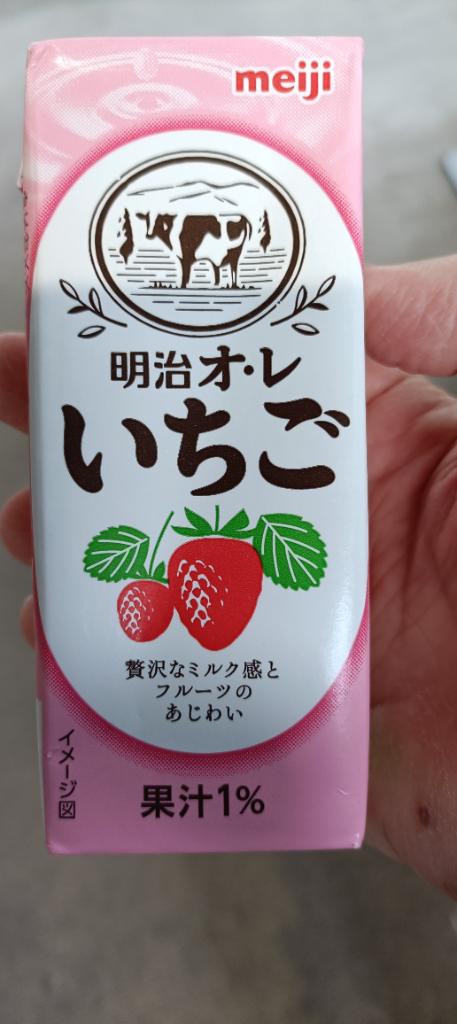 meiji
明治オ・レ
いちご
贅沢なミルク感と
フルーツの
あじわい
イメージ図
果汁1%